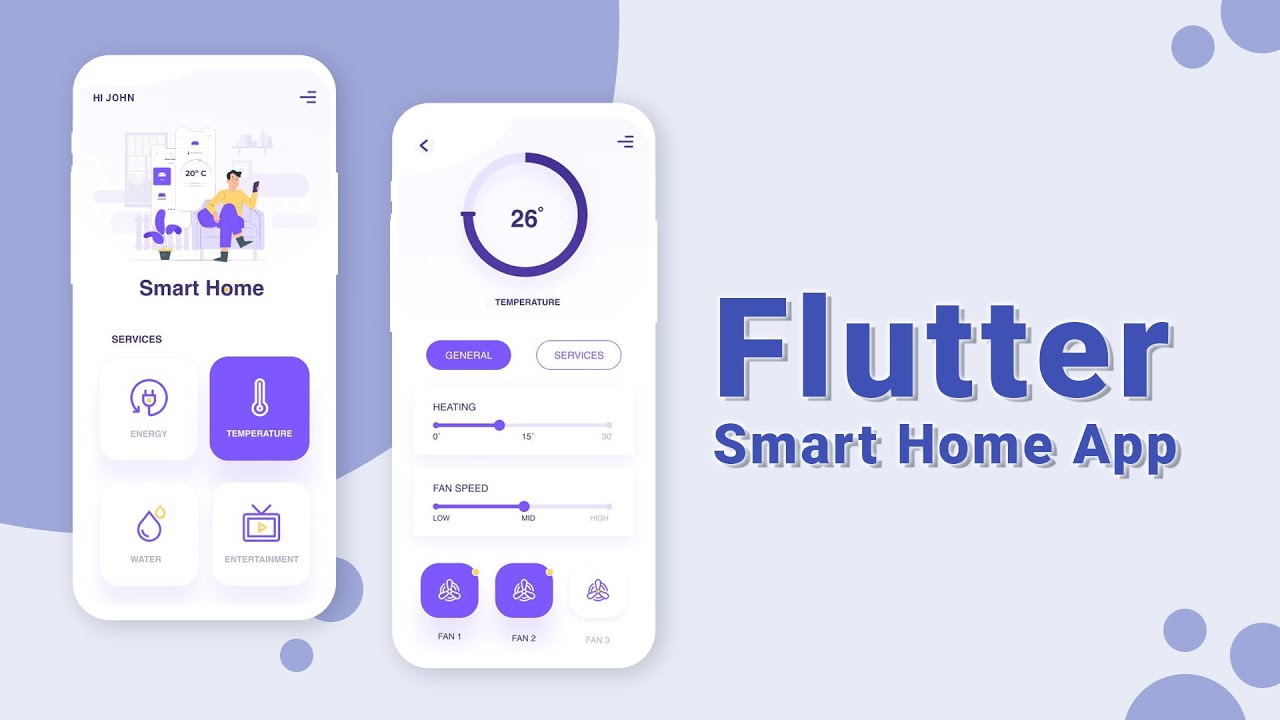 HI JOHN
20° C
Smart Home
SERVICES
ENERGY
TEMPERATURE
WATER
ENTERTAINMENT
26°
TEMPERATURE
GENERAL
SERVICES
HEATING
0° 15° 30°
FAN SPEED
LOW MID HIGH
FAN 1
FAN 2
FAN 3
Flutter
Smart Home App